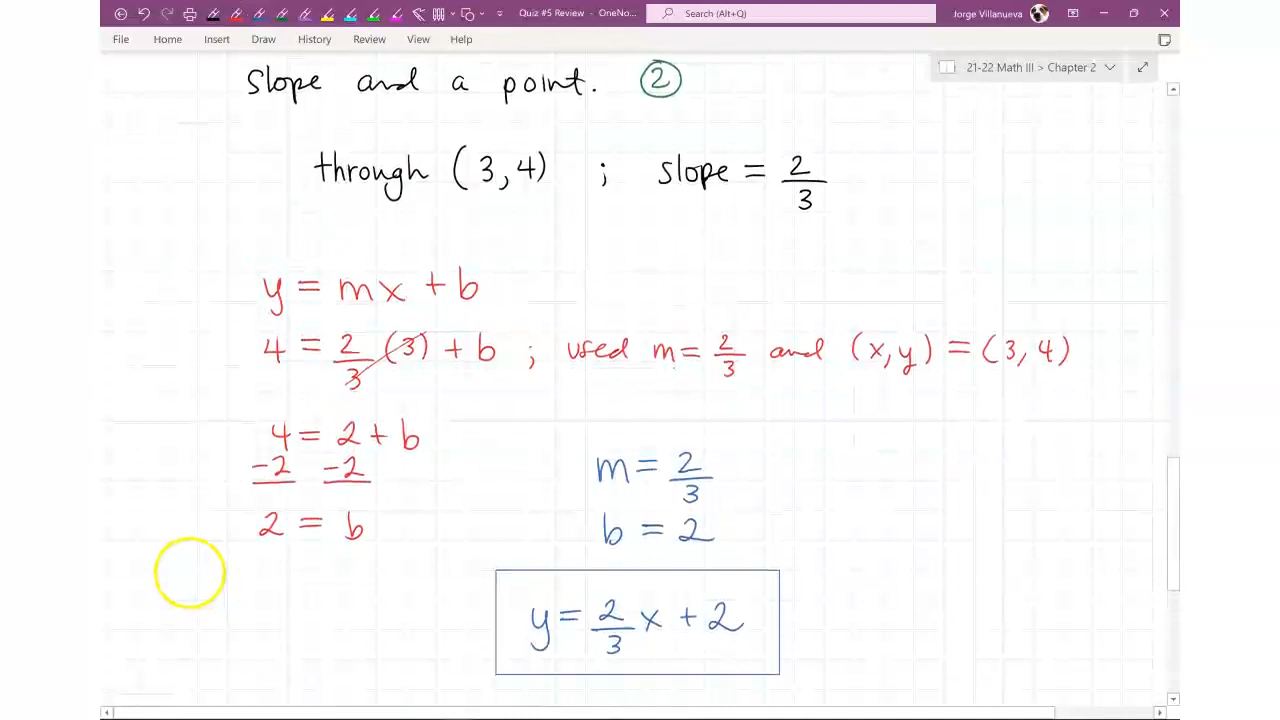 Quiz #5 Review - OneNo...
Search (Alt+Q)
Jorge Villanueva
File Home Insert Draw History Review View Help
21-22 Math III > Chapter 2
Slope and a point. ②
through (3,4) ; slope = 2/3
y = mx + b
4 = 2/3 (3) + b ; used m = 2/3 and (x,y) = (3,4)
4 = 2 + b
-2 -2
2 = b
m = 2/3
b = 2
y = 2/3 x + 2